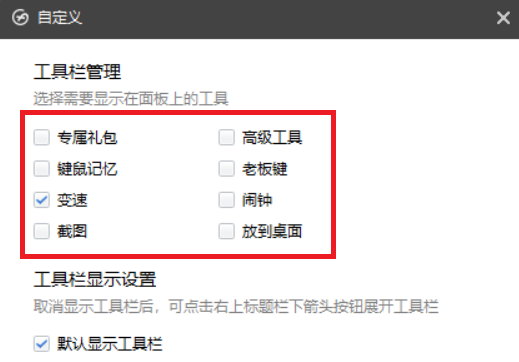 自定义
工具栏管理
选择需要显示在面板上的工具
专属礼包 高级工具
键鼠记忆 老板键
变速 闹钟
截图 放到桌面
工具栏显示设置
取消显示工具栏后，可点击右上标题栏下箭头按钮展开工具栏
默认显示工具栏